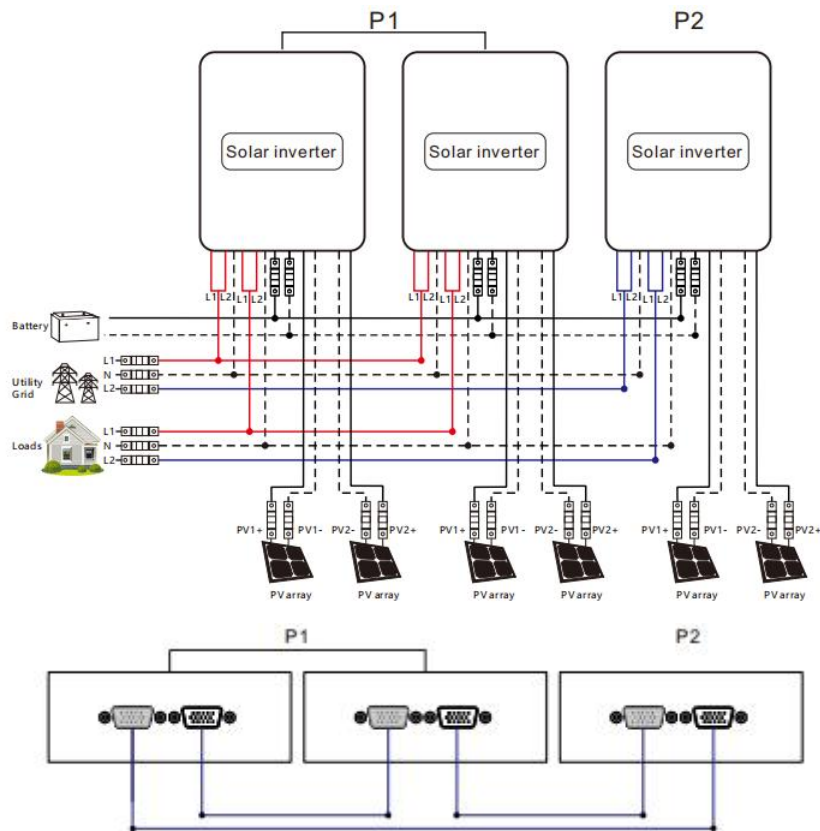 P1 P2
Solar inverter Solar inverter Solar inverter
L1 L2 L1 L2 L1 L2 L1 L2 L1 L2 L1 L2
Battery
L1
N
Utility
Grid
L2
L1
Loads N
L2
PV1+ PV1- PV2- PV2+ PV1+ PV1- PV2- PV2+ PV1+ PV1- PV2- PV2+
PV array PV array PV array PV array PV array PV array
P1 P2